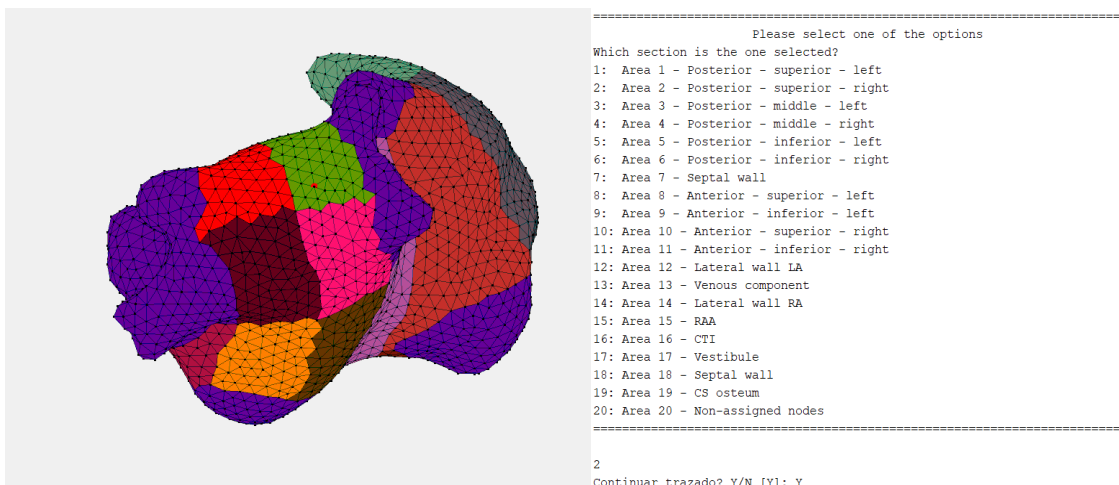 ================================================================================
Please select one of the options
Which section is the one selected?
1: Area 1 - Posterior - superior - left
2: Area 2 - Posterior - superior - right
3: Area 3 - Posterior - middle - left
4: Area 4 - Posterior - middle - right
5: Area 5 - Posterior - inferior - left
6: Area 6 - Posterior - inferior - right
7: Area 7 - Septal wall
8: Area 8 - Anterior - superior - left
9: Area 9 - Anterior - inferior - left
10: Area 10 - Anterior - superior - right
11: Area 11 - Anterior - inferior - right
12: Area 12 - Lateral wall LA
13: Area 13 - Venous component
14: Area 14 - Lateral wall RA
15: Area 15 - RAA
16: Area 16 - CTI
17: Area 17 - Vestibule
18: Area 18 - Septal wall
19: Area 19 - CS osteum
20: Area 20 - Non-assigned nodes
================================================================================
2
Continuar trazado? Y/N [Y]: Y